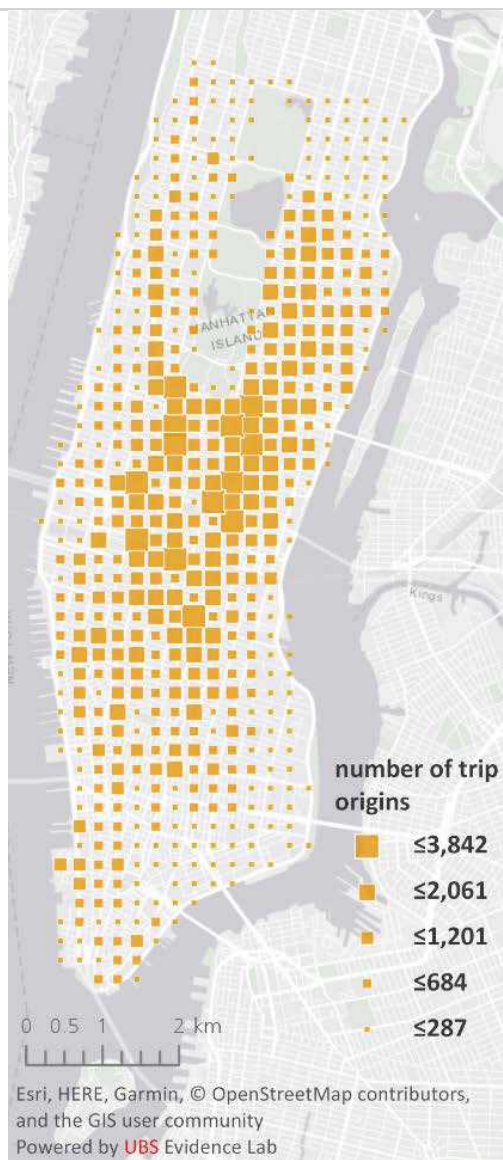 MANHATTAN
ISLAND
Kings
number of trip
origins
≤3,842
≤2,061
≤1,201
≤684
≤287
0 0.5 1 2 km
Esri, HERE, Garmin, © OpenStreetMap contributors,
and the GIS user community
Powered by UBS Evidence Lab